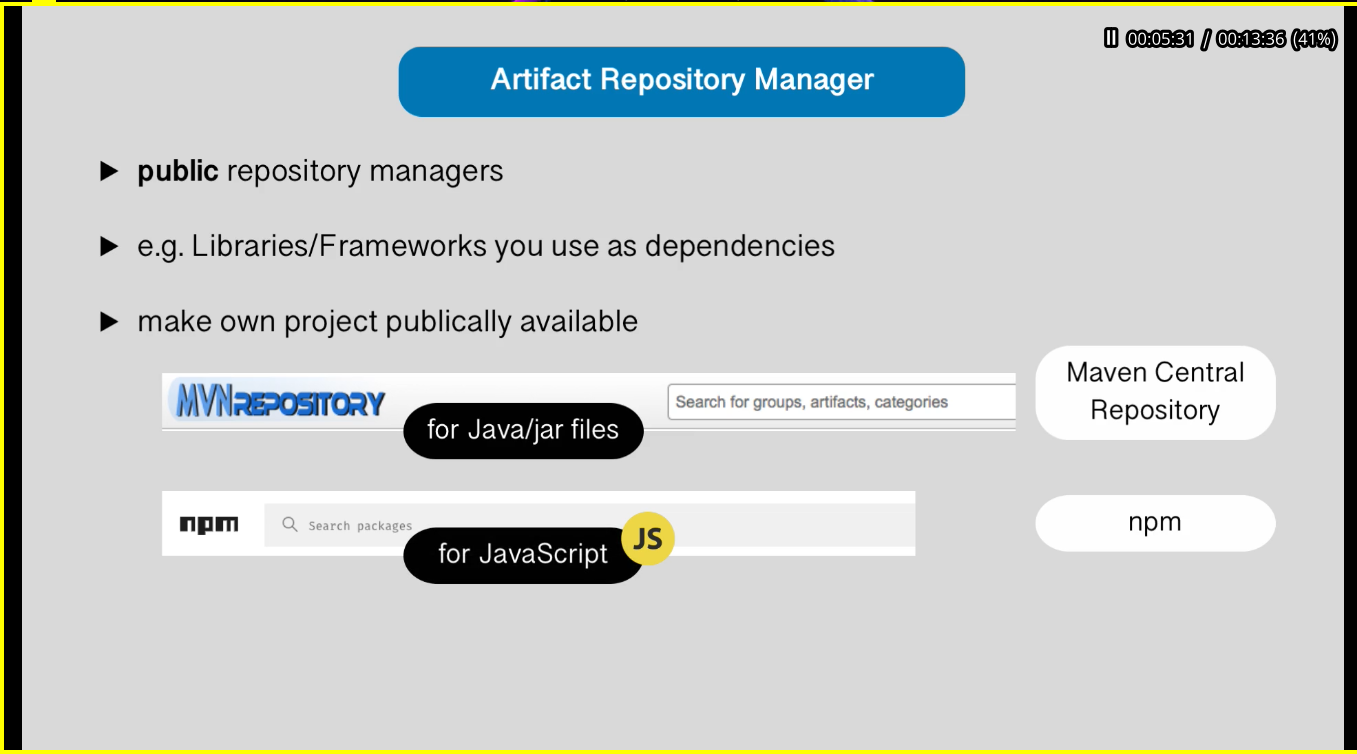 00:05:31 / 00:13:36 (41%)
Artifact Repository Manager
public repository managers
e.g. Libraries/Frameworks you use as dependencies
make own project publically available
MVNREPOSITORY
Search for groups, artifacts, categories
for Java/jar files
Maven Central
Repository
npm
Search packages
for JavaScript
JS
npm